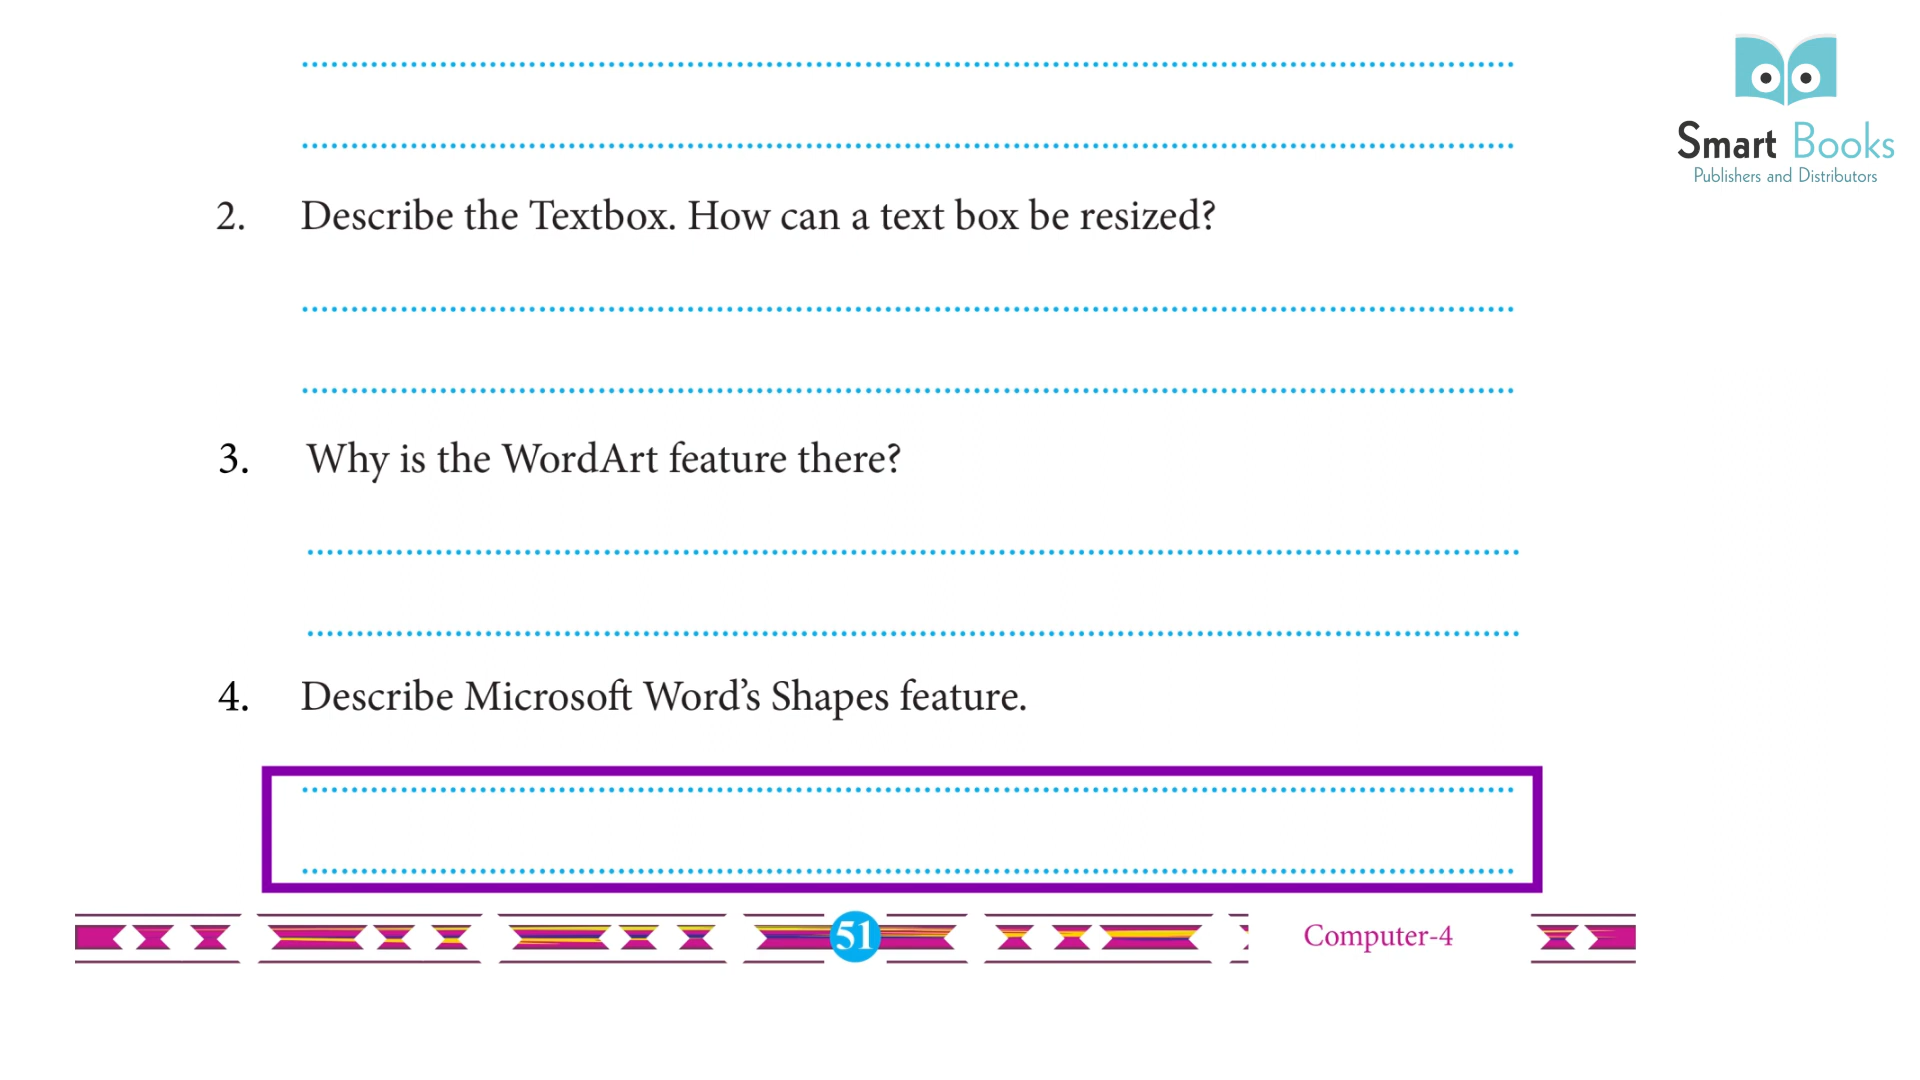 Smart Books
Publishers and Distributors
2. Describe the Textbox. How can a text box be resized?
3. Why is the WordArt feature there?
4. Describe Microsoft Word’s Shapes feature.
51
Computer-4